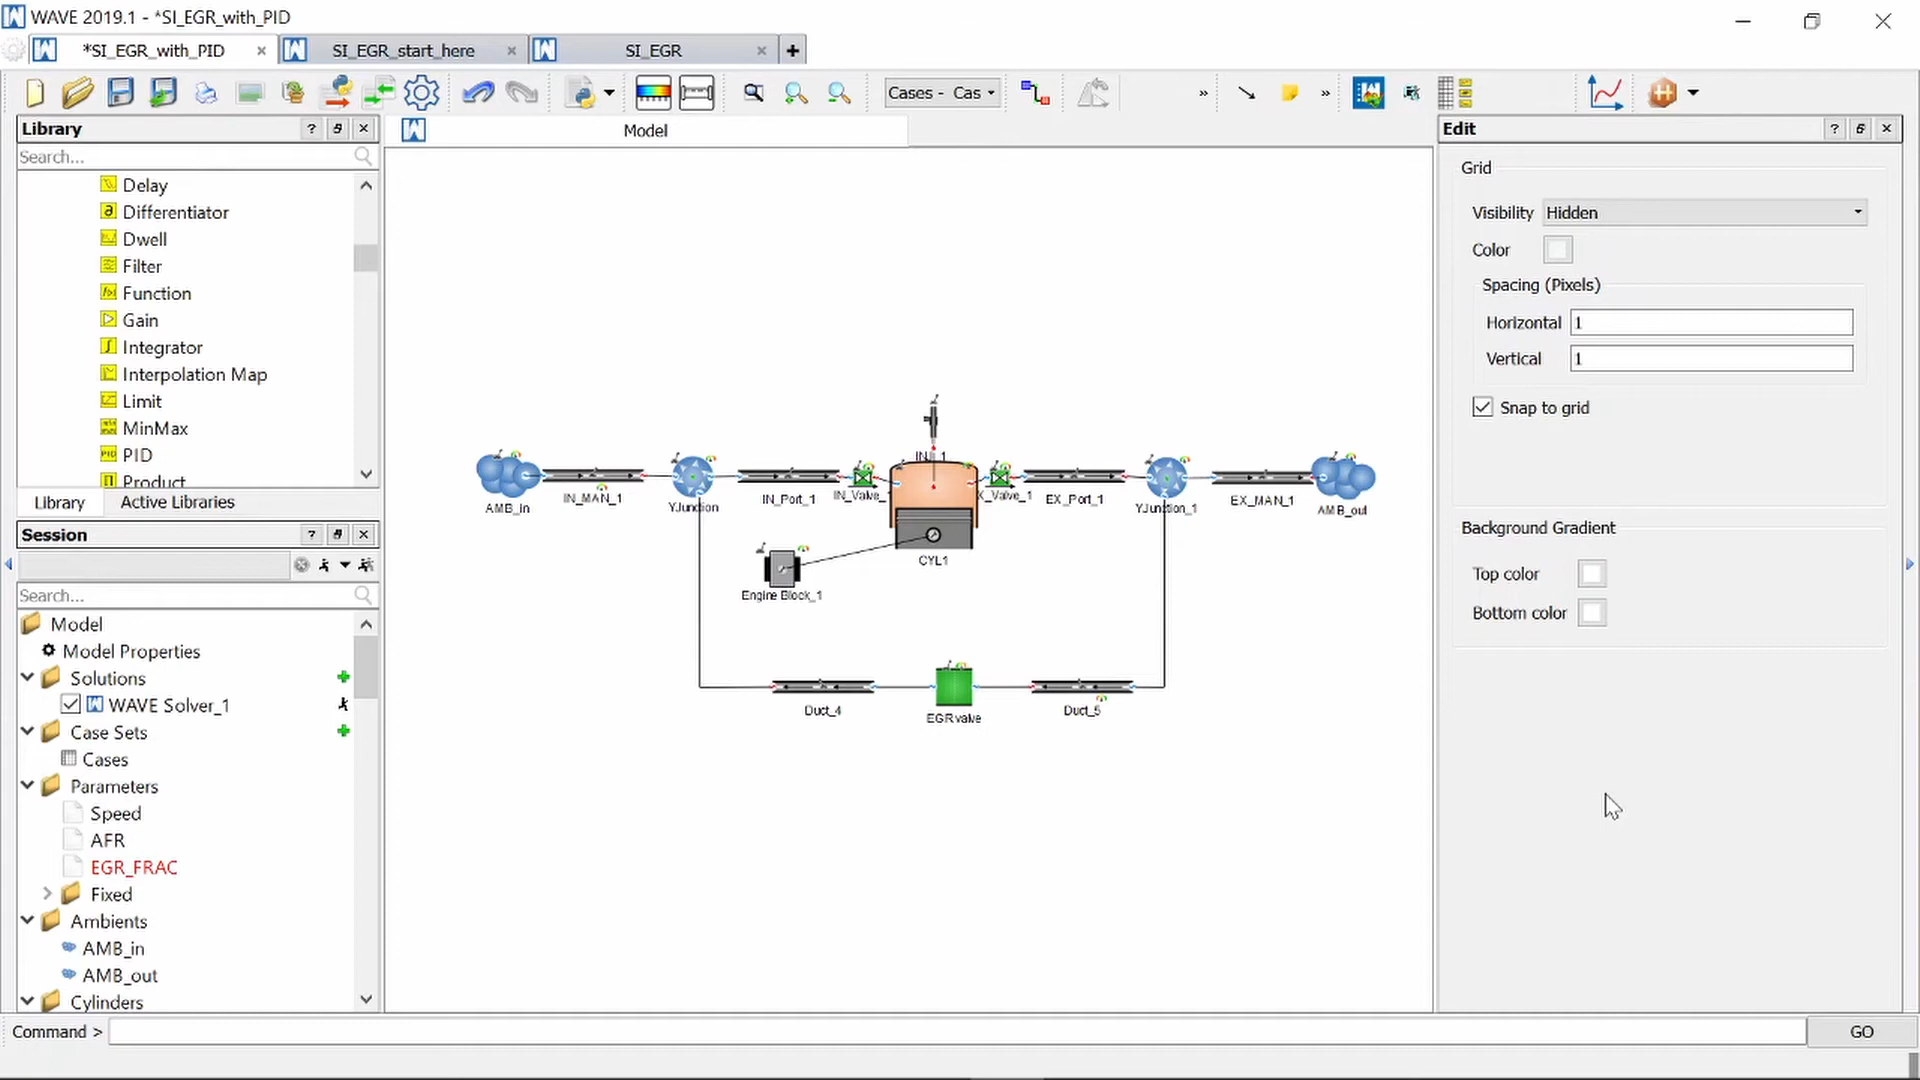 WAVE 2019.1 - *SI_EGR_with_PID
*SI_EGR_with_PID
SI_EGR_start_here
SI_EGR
Cases - Cas
Library
Search...
Delay
Differentiator
Dwell
Filter
Function
Gain
Integrator
Interpolation Map
Limit
MinMax
PID
Product
Library
Active Libraries
Session
Search...
Model
Model Properties
Solutions
WAVE Solver_1
Case Sets
Cases
Parameters
Speed
AFR
EGR_FRAC
Fixed
Ambients
AMB_in
AMB_out
Cylinders
Model
INJ_1
AMB_in
IN_MAN_1
YJunction
IN_Port_1
IN_Valve_
X_Valve_1
EX_Port_1
YJunction_1
EX_MAN_1
AMB_out
CYL1
Engine Block_1
Duct_4
EGR valve
Duct_5
Edit
Grid
Visibility
Hidden
Color
Spacing (Pixels)
Horizontal
1
Vertical
1
Snap to grid
Background Gradient
Top color
Bottom color
Command >
GO